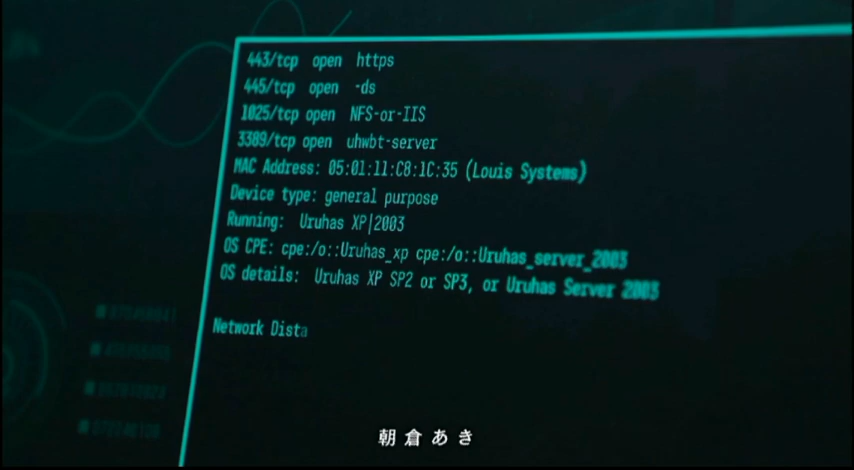 443/tcp open https
445/tcp open -ds
1025/tcp open NFS-or-IIS
3389/tcp open uhwbt-server
MAC Address: 05:01:11:C8:1C:35 (Louis Systems)
Device type: general purpose
Running: Uruhas XP|2003
OS CPE: cpe:/o::Uruhas_xp cpe:/o::Uruhas_server_2003
OS details: Uruhas XP SP2 or SP3, or Uruhas Server 2003
Network Dista
朝倉あき